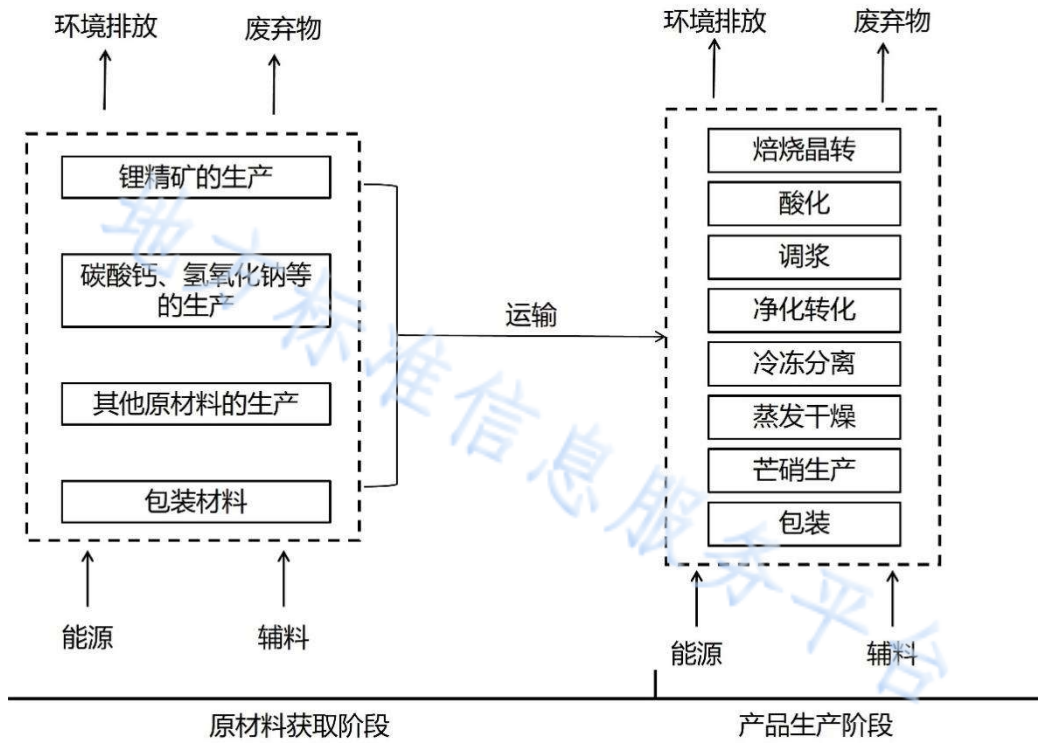 环境排放
废弃物
锂精矿的生产
碳酸钙、氢氧化钠等
的生产
其他原材料的生产
包装材料
能源
辅料
运输
环境排放
废弃物
焙烧晶转
酸化
调浆
净化转化
冷冻分离
蒸发干燥
芒硝生产
包装
能源
辅料
原材料获取阶段
产品生产阶段
地方标准信息服务平台